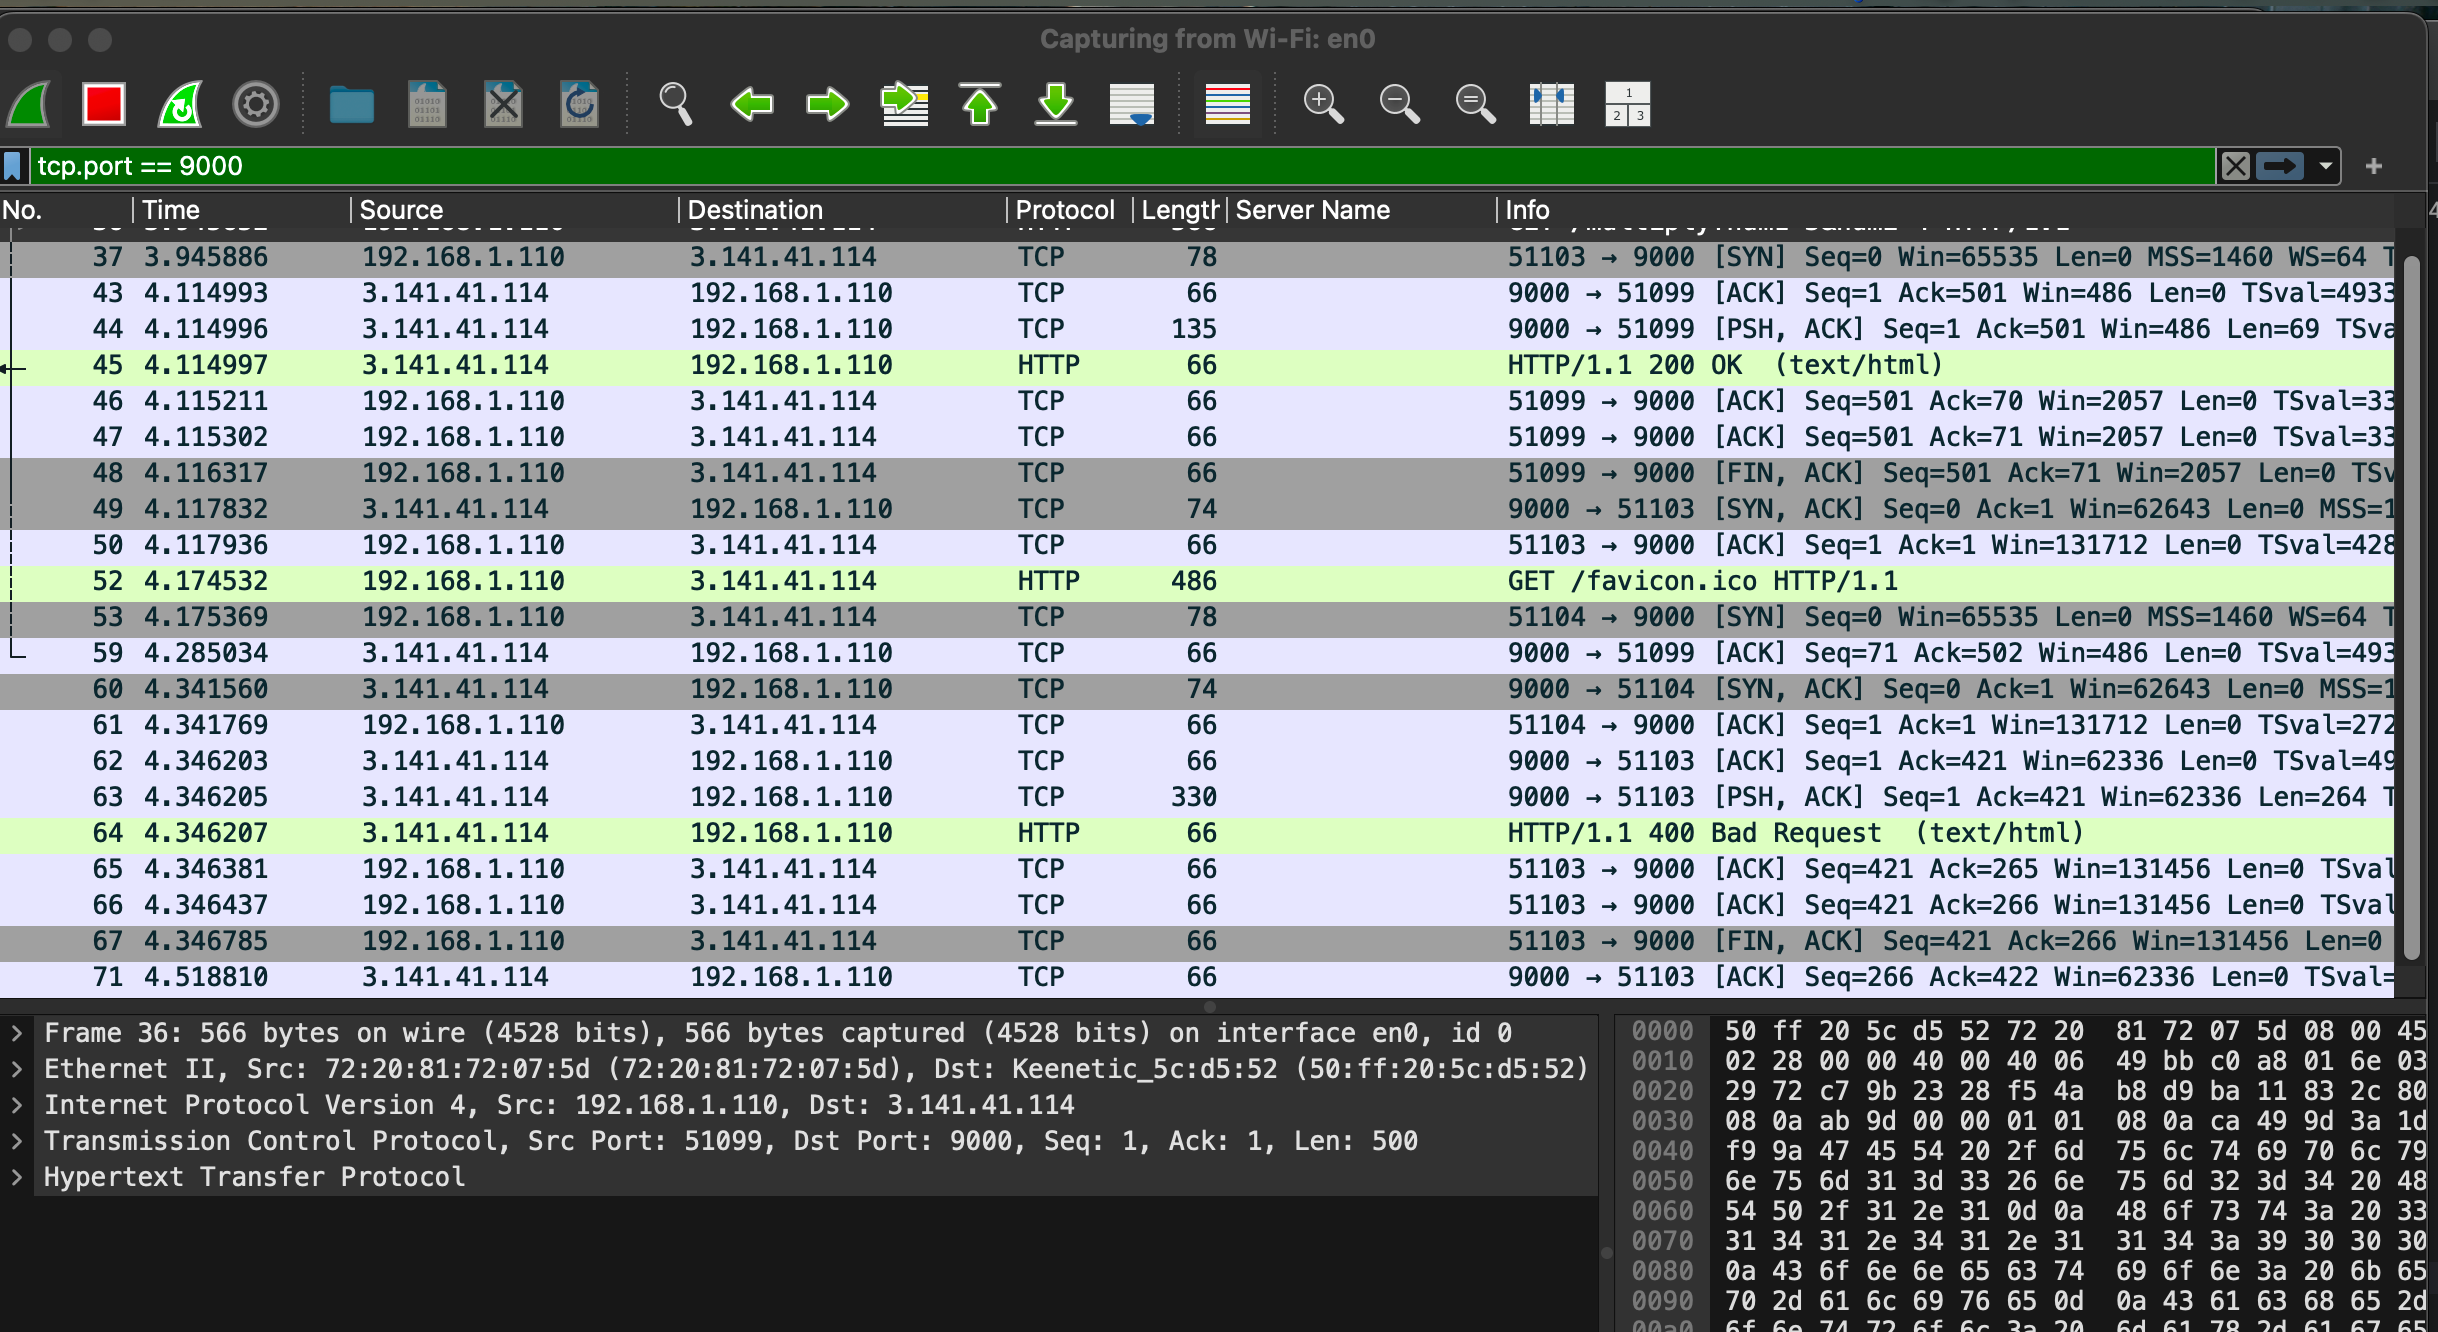 Capturing from Wi-Fi: en0
1
2 3
tcp.port == 9000
No. Time Source Destination Protocol Length Server Name Info
37 3.945886 192.168.1.110 3.141.41.114 TCP 78 51103 → 9000 [SYN] Seq=0 Win=65535 Len=0 MSS=1460 WS=64 T
43 4.114993 3.141.41.114 192.168.1.110 TCP 66 9000 → 51099 [ACK] Seq=1 Ack=501 Win=486 Len=0 TSval=4933
44 4.114996 3.141.41.114 192.168.1.110 TCP 135 9000 → 51099 [PSH, ACK] Seq=1 Ack=501 Win=486 Len=69 TSva
45 4.114997 3.141.41.114 192.168.1.110 HTTP 66 HTTP/1.1 200 OK (text/html)
46 4.115211 192.168.1.110 3.141.41.114 TCP 66 51099 → 9000 [ACK] Seq=501 Ack=70 Win=2057 Len=0 TSval=33
47 4.115302 192.168.1.110 3.141.41.114 TCP 66 51099 → 9000 [ACK] Seq=501 Ack=71 Win=2057 Len=0 TSval=33
48 4.116317 192.168.1.110 3.141.41.114 TCP 66 51099 → 9000 [FIN, ACK] Seq=501 Ack=71 Win=2057 Len=0 TSv
49 4.117832 3.141.41.114 192.168.1.110 TCP 74 9000 → 51103 [SYN, ACK] Seq=0 Ack=1 Win=62643 Len=0 MSS=1
50 4.117936 192.168.1.110 3.141.41.114 TCP 66 51103 → 9000 [ACK] Seq=1 Ack=1 Win=131712 Len=0 TSval=428
52 4.174532 192.168.1.110 3.141.41.114 HTTP 486 GET /favicon.ico HTTP/1.1
53 4.175369 192.168.1.110 3.141.41.114 TCP 78 51104 → 9000 [SYN] Seq=0 Win=65535 Len=0 MSS=1460 WS=64 T
59 4.285034 3.141.41.114 192.168.1.110 TCP 66 9000 → 51099 [ACK] Seq=71 Ack=502 Win=486 Len=0 TSval=493
60 4.341560 3.141.41.114 192.168.1.110 TCP 74 9000 → 51104 [SYN, ACK] Seq=0 Ack=1 Win=62643 Len=0 MSS=1
61 4.341769 192.168.1.110 3.141.41.114 TCP 66 51104 → 9000 [ACK] Seq=1 Ack=1 Win=131712 Len=0 TSval=272
62 4.346203 3.141.41.114 192.168.1.110 TCP 66 9000 → 51103 [ACK] Seq=1 Ack=421 Win=62336 Len=0 TSval=49
63 4.346205 3.141.41.114 192.168.1.110 TCP 330 9000 → 51103 [PSH, ACK] Seq=1 Ack=421 Win=62336 Len=264 T
64 4.346207 3.141.41.114 192.168.1.110 HTTP 66 HTTP/1.1 400 Bad Request (text/html)
65 4.346381 192.168.1.110 3.141.41.114 TCP 66 51103 → 9000 [ACK] Seq=421 Ack=265 Win=131456 Len=0 TSval
66 4.346437 192.168.1.110 3.141.41.114 TCP 66 51103 → 9000 [ACK] Seq=421 Ack=266 Win=131456 Len=0 TSval
67 4.346785 192.168.1.110 3.141.41.114 TCP 66 51103 → 9000 [FIN, ACK] Seq=421 Ack=266 Win=131456 Len=0
71 4.518810 3.141.41.114 192.168.1.110 TCP 66 9000 → 51103 [ACK] Seq=266 Ack=422 Win=62336 Len=0 TSval=
Frame 36: 566 bytes on wire (4528 bits), 566 bytes captured (4528 bits) on interface en0, id 0
Ethernet II, Src: 72:20:81:72:07:5d (72:20:81:72:07:5d), Dst: Keenetic_5c:d5:52 (50:ff:20:5c:d5:52)
Internet Protocol Version 4, Src: 192.168.1.110, Dst: 3.141.41.114
Transmission Control Protocol, Src Port: 51099, Dst Port: 9000, Seq: 1, Ack: 1, Len: 500
Hypertext Transfer Protocol
0000 50 ff 20 5c d5 52 72 20 81 72 07 5d 08 00 45
0010 02 28 00 00 40 00 40 06 49 bb c0 a8 01 6e 03
0020 29 72 c7 9b 23 28 f5 4a b8 d9 ba 11 83 2c 80
0030 08 0a ab 9d 00 00 01 01 08 0a ca 49 9d 3a 1d
0040 f9 9a 47 45 54 20 2f 6d 75 6c 74 69 70 6c 79
0050 6e 75 6d 31 3d 33 26 6e 75 6d 32 3d 34 20 48
0060 54 50 2f 31 2e 31 0d 0a 48 6f 73 74 3a 20 33
0070 31 34 31 2e 34 31 2e 31 31 34 3a 39 30 30 30
0080 0a 43 6f 6e 6e 65 63 74 69 6f 6e 3a 20 6b 65
0090 70 2d 61 6c 69 76 65 0d 0a 43 61 63 68 65 2d
00a0 6f 6e 74 72 6f 6c 3a 20 6d 61 78 2d 61 67 65